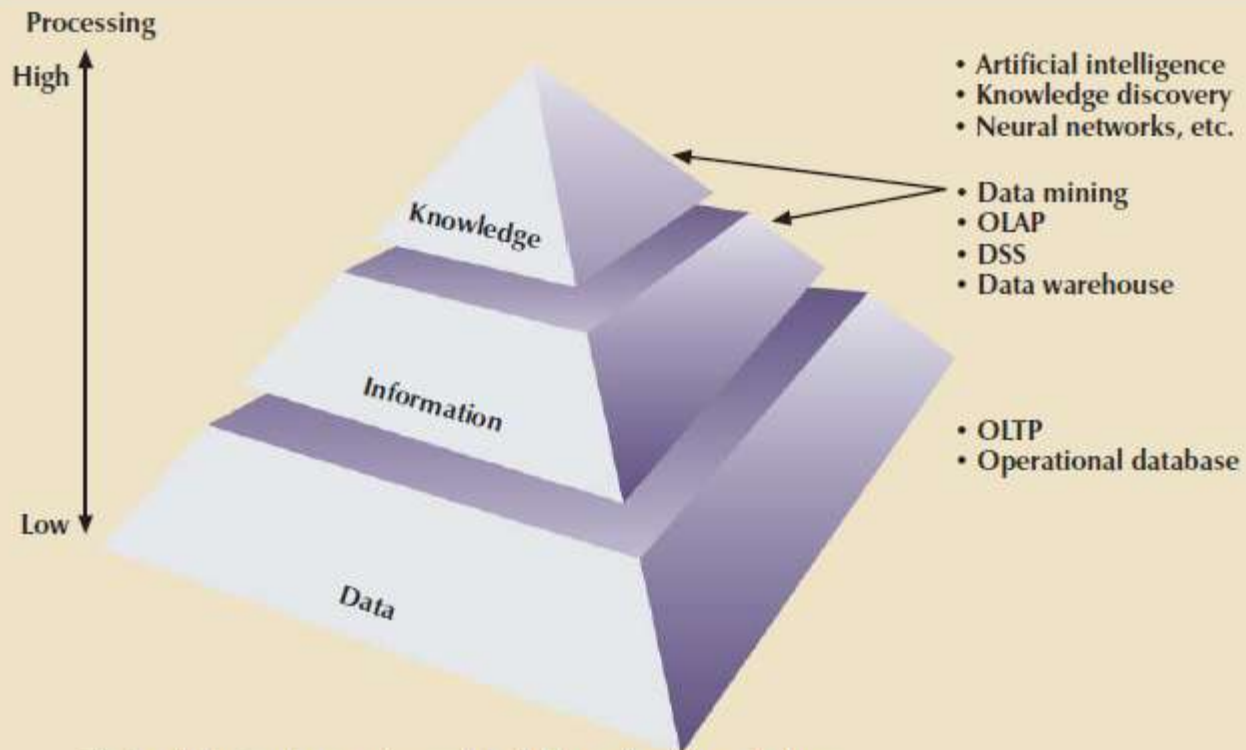 Processing
High
• Artificial intelligence
• Knowledge discovery
• Neural networks, etc.
• Data mining
• OLAP
• DSS
• Data warehouse
Knowledge
Information
• OLTP
• Operational database
Low
Data